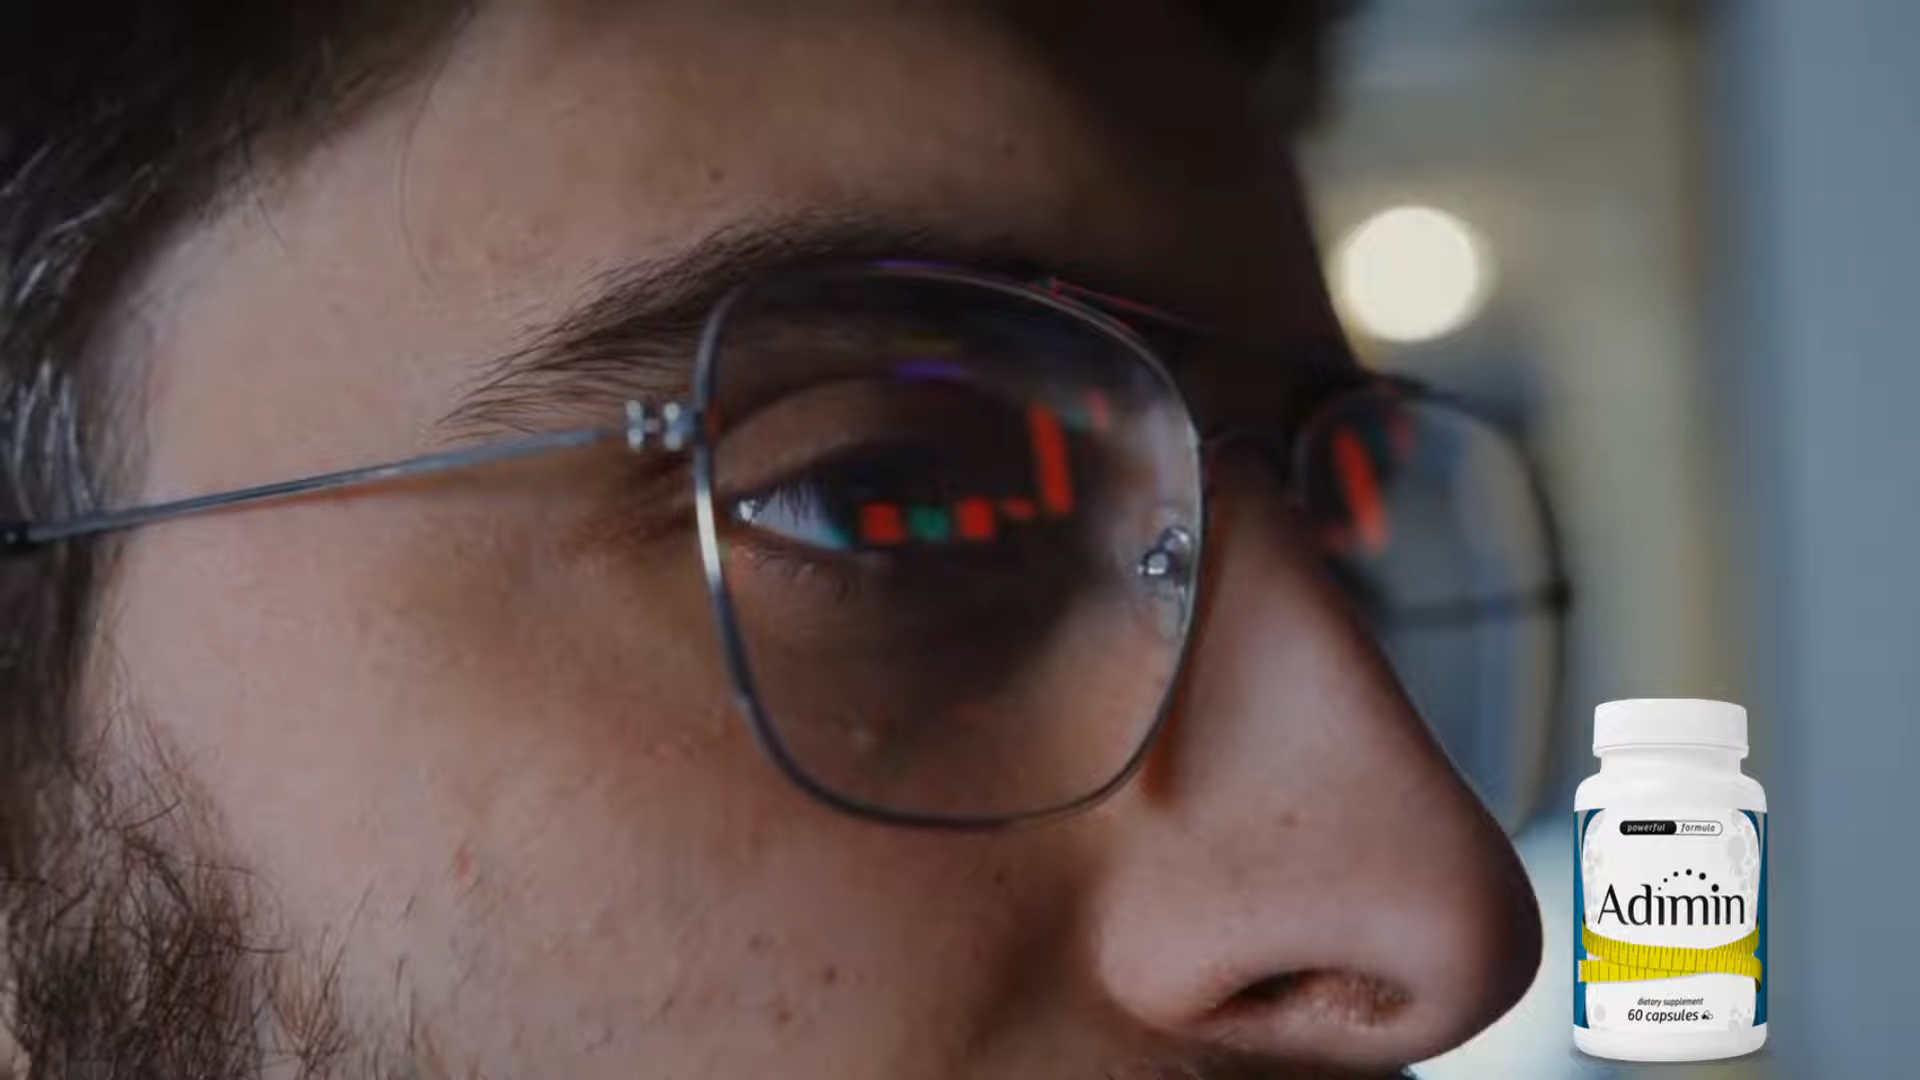 powerful formula
Adimin
dietary supplement
60 capsules